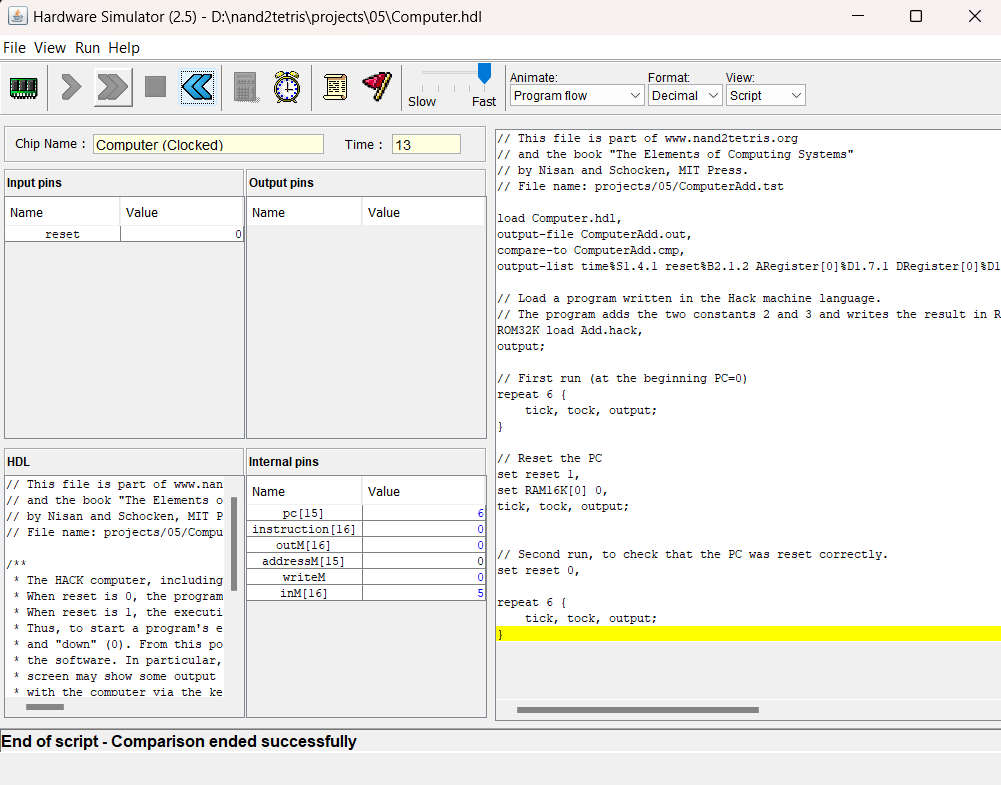 Hardware Simulator (2.5) - D:\nand2tetris\projects\05\Computer.hdl
File View Run Help
Slow Fast
Animate:
Program flow
Format:
Decimal
View:
Script
Chip Name : Computer (Clocked) Time : 13
Input pins
Name Value
reset 0
Output pins
Name Value
HDL
// This file is part of www.nan
// and the book "The Elements o
// by Nisan and Schocken, MIT P
// File name: projects/05/Compu
/**
* The HACK computer, including
* When reset is 0, the program
* When reset is 1, the executi
* Thus, to start a program's e
* and "down" (0). From this po
* the software. In particular,
* screen may show some output
* with the computer via the ke
Internal pins
Name Value
pc[15] 6
instruction[16] 0
outM[16] 0
addressM[15] 0
writeM 0
inM[16] 5
// This file is part of www.nand2tetris.org
// and the book "The Elements of Computing Systems"
// by Nisan and Schocken, MIT Press.
// File name: projects/05/ComputerAdd.tst
load Computer.hdl,
output-file ComputerAdd.out,
compare-to ComputerAdd.cmp,
output-list time%S1.4.1 reset%B2.1.2 ARegister[0]%D1.7.1 DRegister[0]%D1
// Load a program written in the Hack machine language.
// The program adds the two constants 2 and 3 and writes the result in R
ROM32K load Add.hack,
output;
// First run (at the beginning PC=0)
repeat 6 {
tick, tock, output;
}
// Reset the PC
set reset 1,
set RAM16K[0] 0,
tick, tock, output;
// Second run, to check that the PC was reset correctly.
set reset 0,
repeat 6 {
tick, tock, output;
}
End of script - Comparison ended successfully